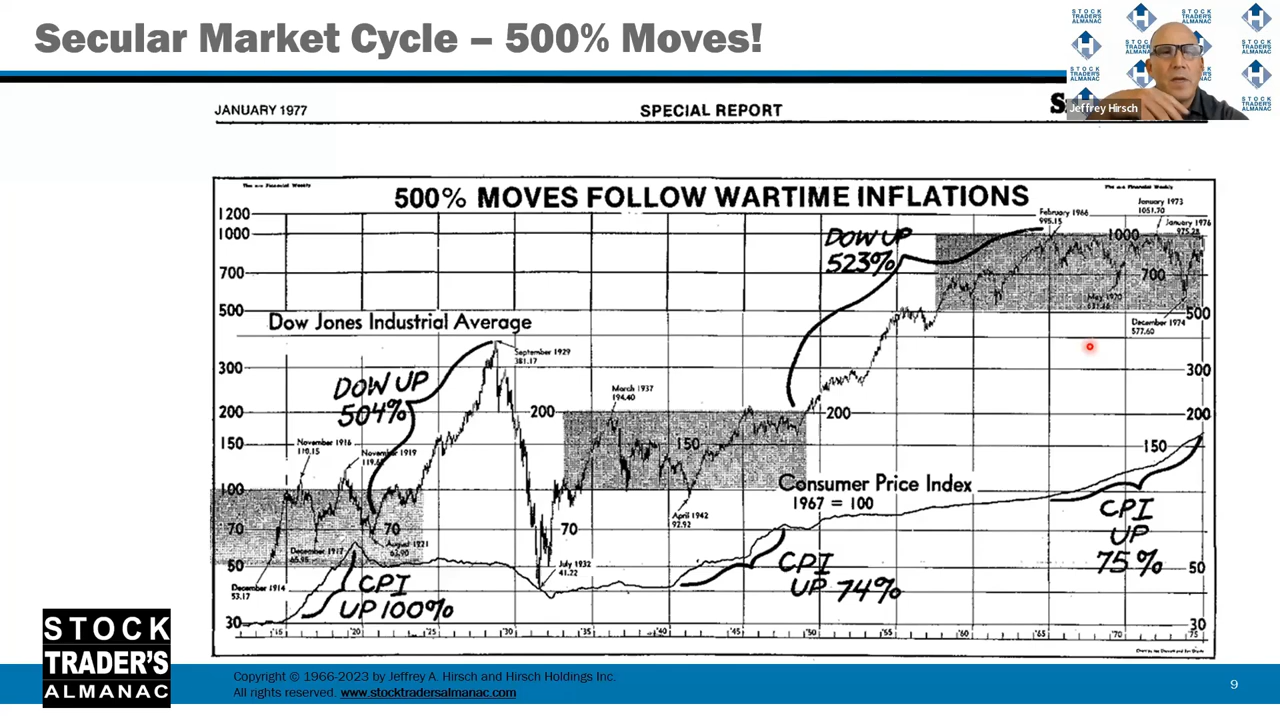 Secular Market Cycle – 500% Moves!
STOCK
TRADER'S
ALMANAC
Jeffrey Hirsch
JANUARY 1977
SPECIAL REPORT
500% MOVES FOLLOW WARTIME INFLATIONS
1200
1000
700
500
300
200
150
100
70
50
30
Dow Jones Industrial Average
DOW UP
504%
September 1929
381.17
November 1916
110.15
November 1919
December 1917
August 1921
December 1914
53.17
CPI
UP 100%
July 1932
41.22
200
70
March 1937
194.40
150
April 1942
92.92
DOW UP
523%
February 1966
995.15
January 1973
1051.70
January 1976
1000
700
May 1970
December 1974
577.60
500
300
200
200
150
50
30
Consumer Price Index
1967 = 100
CPI
UP 74%
CPI
UP
75%
'15 '20 '25 '30 '35 '40 '45 '50 '55 '60 '65 '70 '75
STOCK
TRADER'S
ALMANAC
Copyright © 1966-2023 by Jeffrey A. Hirsch and Hirsch Holdings Inc.
All rights reserved. www.stocktradersalmanac.com
9